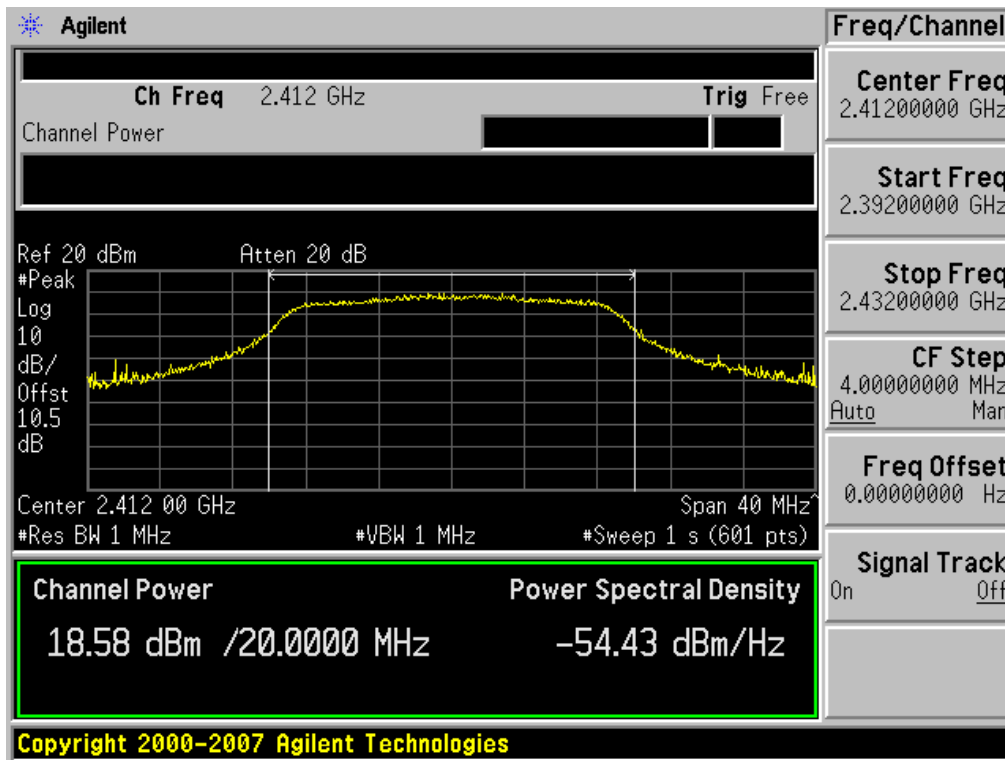 Agilent
Freq/Channel
Ch Freq 2.412 GHz Trig Free
Channel Power
Ref 20 dBm Atten 20 dB
#Peak
Log
10
dB/
Offst
10.5
dB
Center 2.412 00 GHz Span 40 MHz^
#Res BW 1 MHz #VBW 1 MHz #Sweep 1 s (601 pts)
Channel Power Power Spectral Density
18.58 dBm /20.0000 MHz -54.43 dBm/Hz
Copyright 2000-2007 Agilent Technologies
Center Freq
2.41200000 GHz
Start Freq
2.39200000 GHz
Stop Freq
2.43200000 GHz
CF Step
4.00000000 MHz
Auto Man
Freq Offset
0.00000000 Hz
Signal Track
On Off